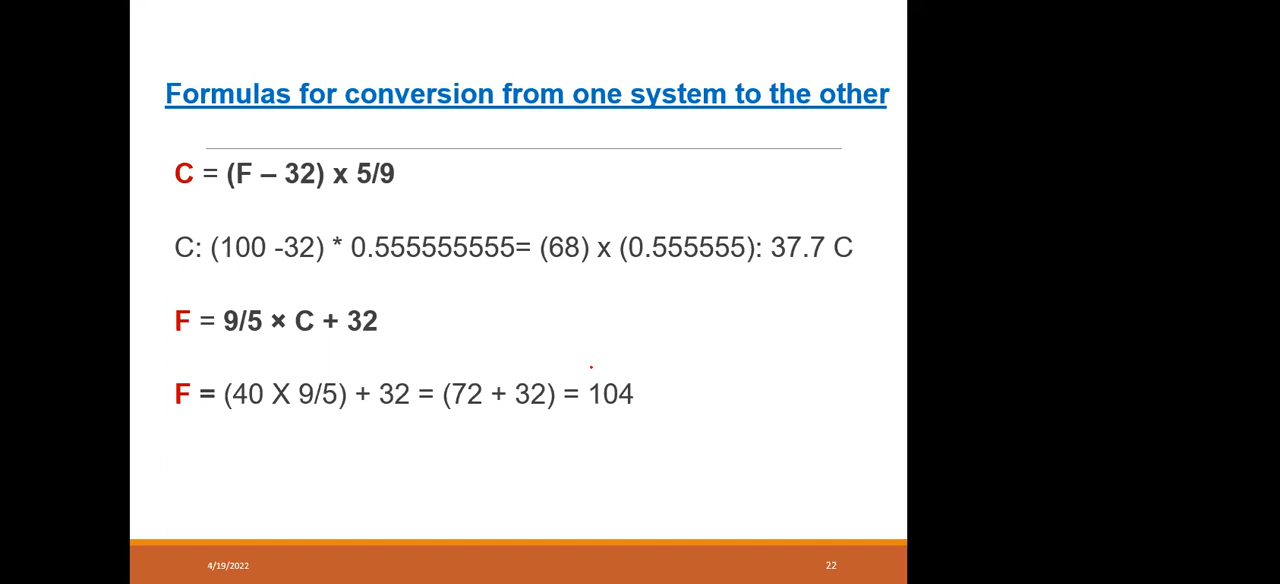 Formulas for conversion from one system to the other
C = (F – 32) x 5/9
C: (100 -32) * 0.555555555= (68) x (0.555555): 37.7 C
F = 9/5 × C + 32
F = (40 X 9/5) + 32 = (72 + 32) = 104
4/19/2022
22